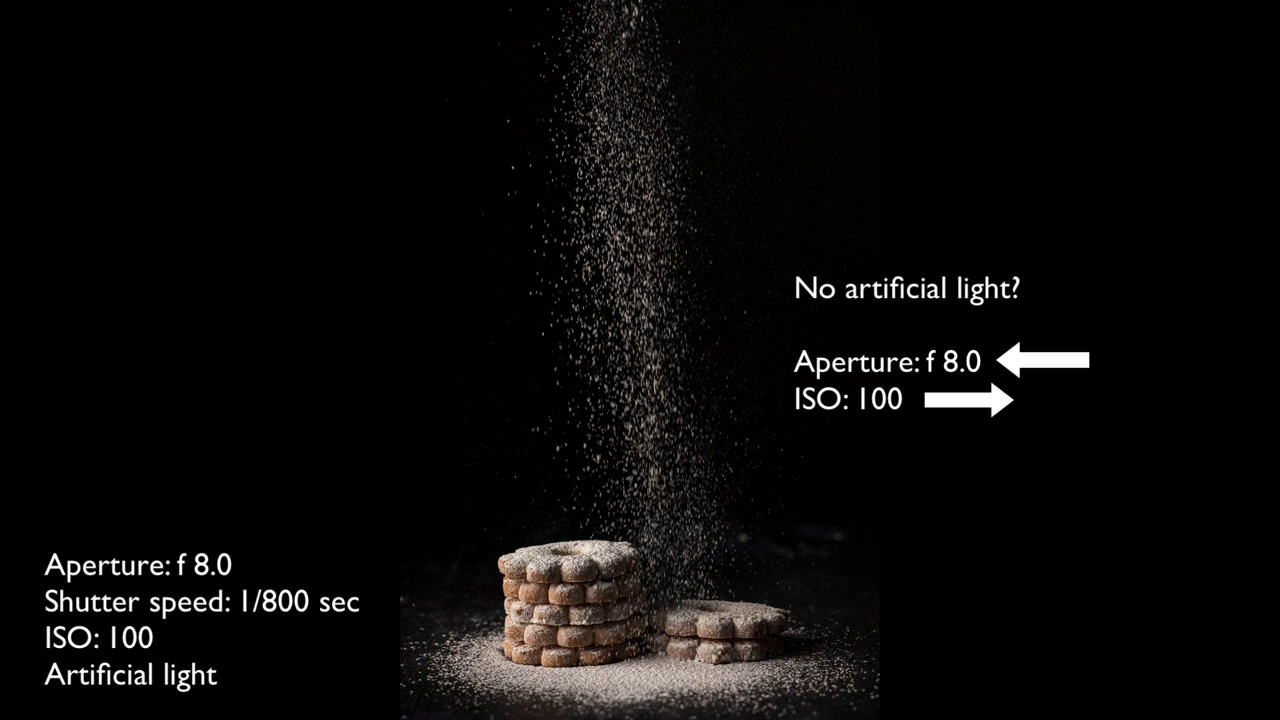 No artificial light?
Aperture: f 8.0
ISO: 100
Aperture: f 8.0
Shutter speed: 1/800 sec
ISO: 100
Artificial light